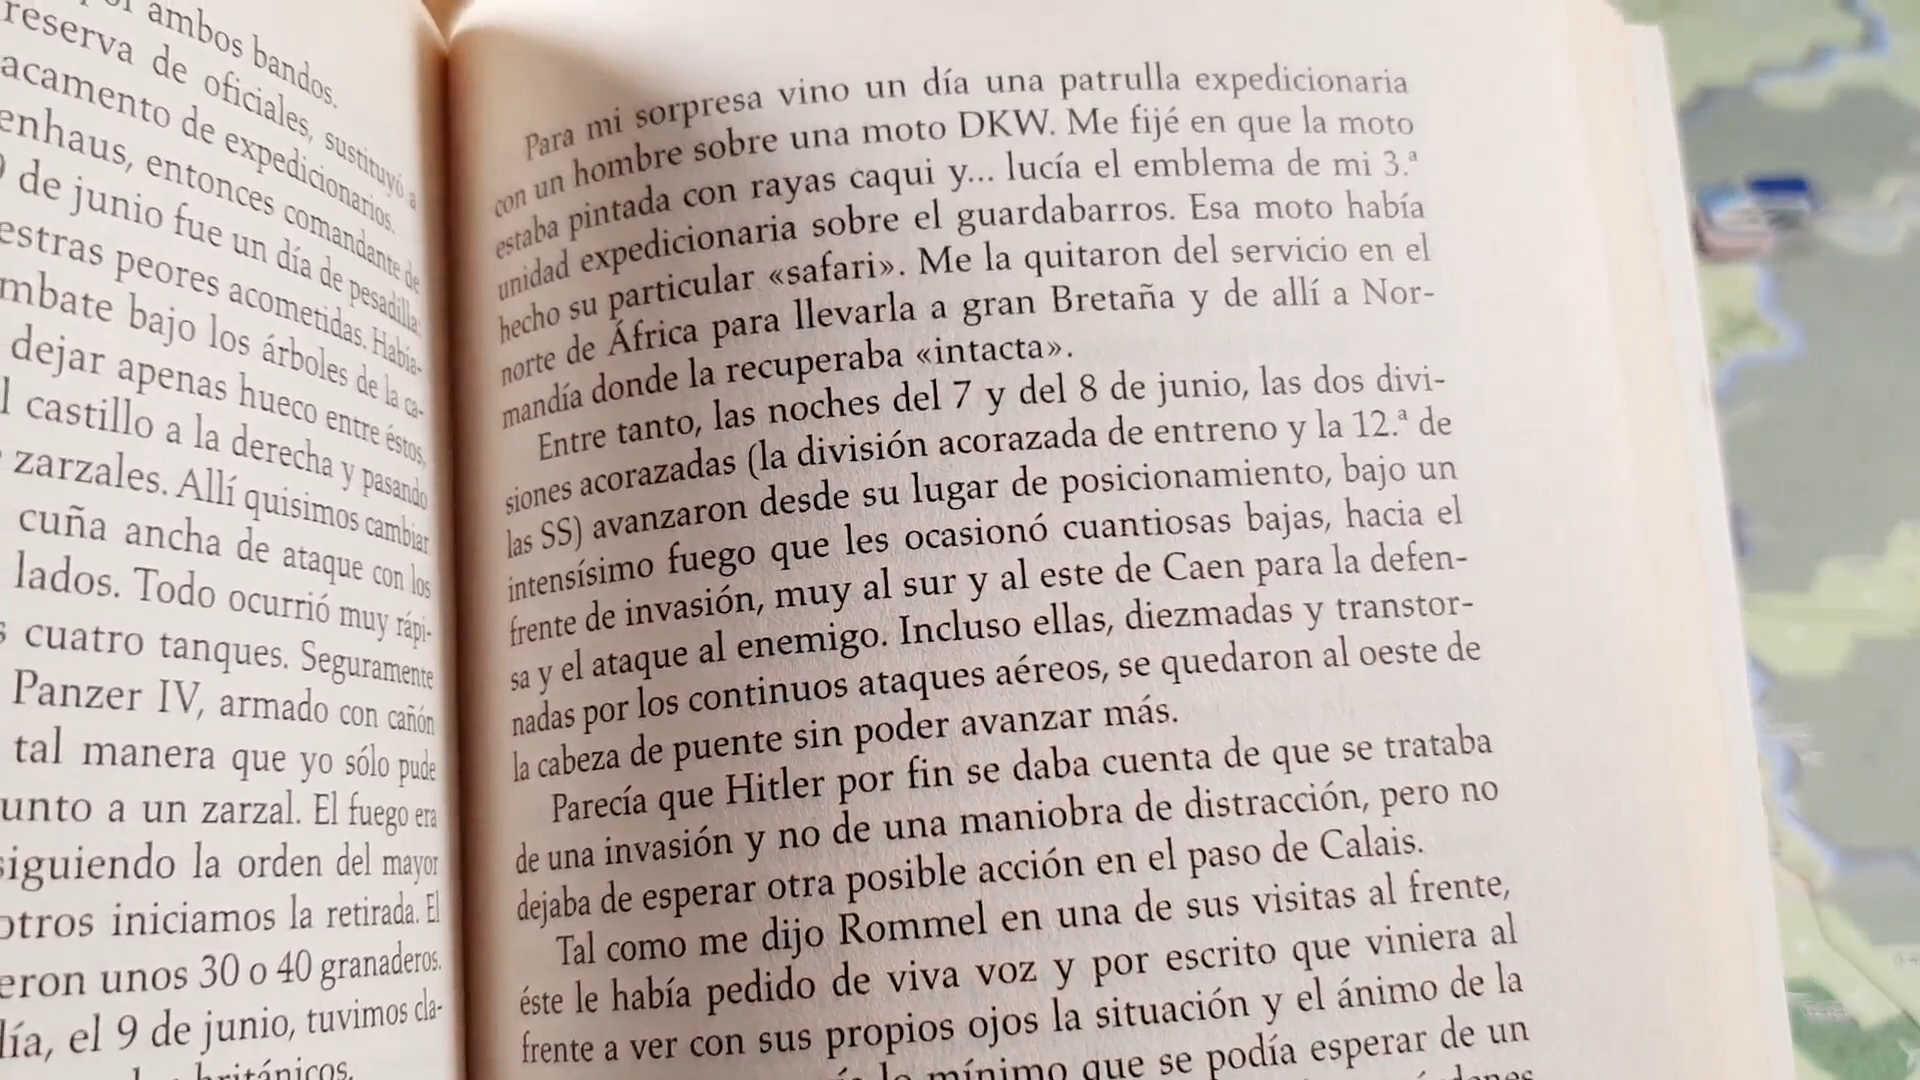 ambos bandos.
reserva de oficiales, sustituyó a
acamento de expedicionarios.
enhaus, entonces comandante de
de junio fue un día de pesadilla:
estras peores acometidas. Había-
mbate bajo los árboles de la ca-
dejar apenas hueco entre éstos,
l castillo a la derecha y pasando
zarzales. Allí quisimos cambiar
cuña ancha de ataque con los
lados. Todo ocurrió muy rápi-
s cuatro tanques. Seguramente
Panzer IV, armado con cañón
tal manera que yo sólo pude
unto a un zarzal. El fuego era
siguiendo la orden del mayor
otros iniciamos la retirada. El
eron unos 30 o 40 granaderos.
lía, el 9 de junio, tuvimos cla-
británicos.
Para mi sorpresa vino un día una patrulla expedicionaria
con un hombre sobre una moto DKW. Me fijé en que la moto
estaba pintada con rayas caqui y... lucía el emblema de mi 3.ª
unidad expedicionaria sobre el guardabarros. Esa moto había
hecho su particular «safari». Me la quitaron del servicio en el
norte de África para llevarla a gran Bretaña y de allí a Nor-
mandía donde la recuperaba «intacta».
Entre tanto, las noches del 7 y del 8 de junio, las dos divi-
siones acorazadas (la división acorazada de entreno y la 12.ª de
las SS) avanzaron desde su lugar de posicionamiento, bajo un
intensísimo fuego que les ocasionó cuantiosas bajas, hacia el
frente de invasión, muy al sur y al este de Caen para la defen-
sa y el ataque al enemigo. Incluso ellas, diezmadas y transtor-
nadas por los continuos ataques aéreos, se quedaron al oeste de
la cabeza de puente sin poder avanzar más.
Parecía que Hitler por fin se daba cuenta de que se trataba
de una invasión y no de una maniobra de distracción, pero no
dejaba de esperar otra posible acción en el paso de Calais.
Tal como me dijo Rommel en una de sus visitas al frente,
éste le había pedido de viva voz y por escrito que viniera al
frente a ver con sus propios ojos la situación y el ánimo de la
lo mínimo que se podía esperar de un